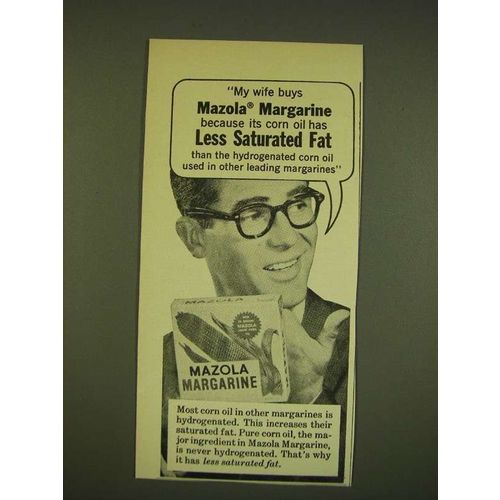 "My wife buys
Mazola® Margarine
because its corn oil has
Less Saturated Fat
than the hydrogenated corn oil
used in other leading margarines"
MAZOLA
MAZOLA
MAZOLA
MARGARINE
Most corn oil in other margarines is
hydrogenated. This increases their
saturated fat. Pure corn oil, the ma-
jor ingredient in Mazola Margarine,
is never hydrogenated. That's why
it has less saturated fat.